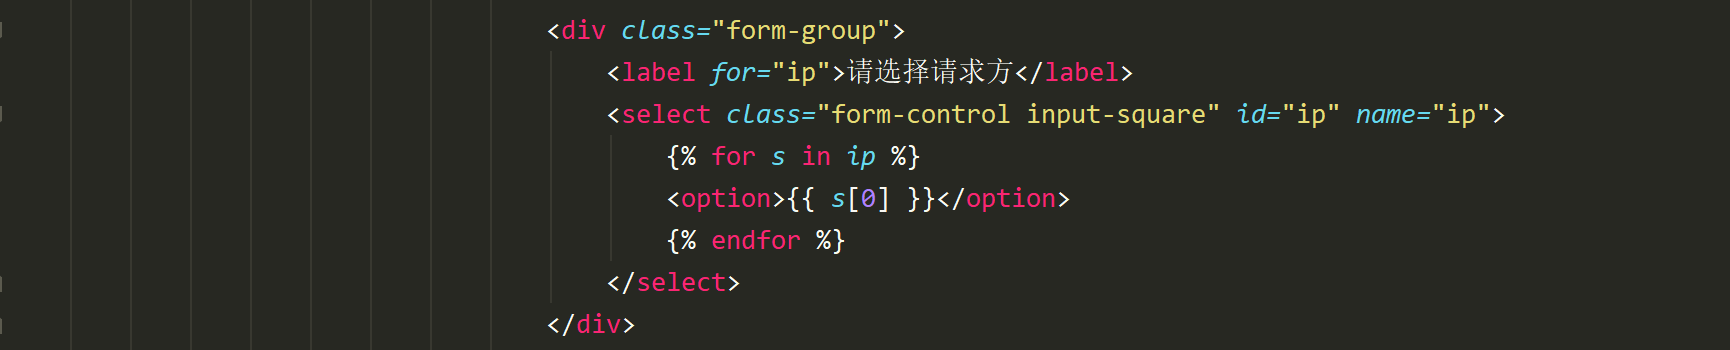 <div class="form-group">
<label for="ip">请选择请求方</label>
<select class="form-control input-square" id="ip" name="ip">
{% for s in ip %}
<option>{{ s[0] }}</option>
{% endfor %}
</select>
</div>